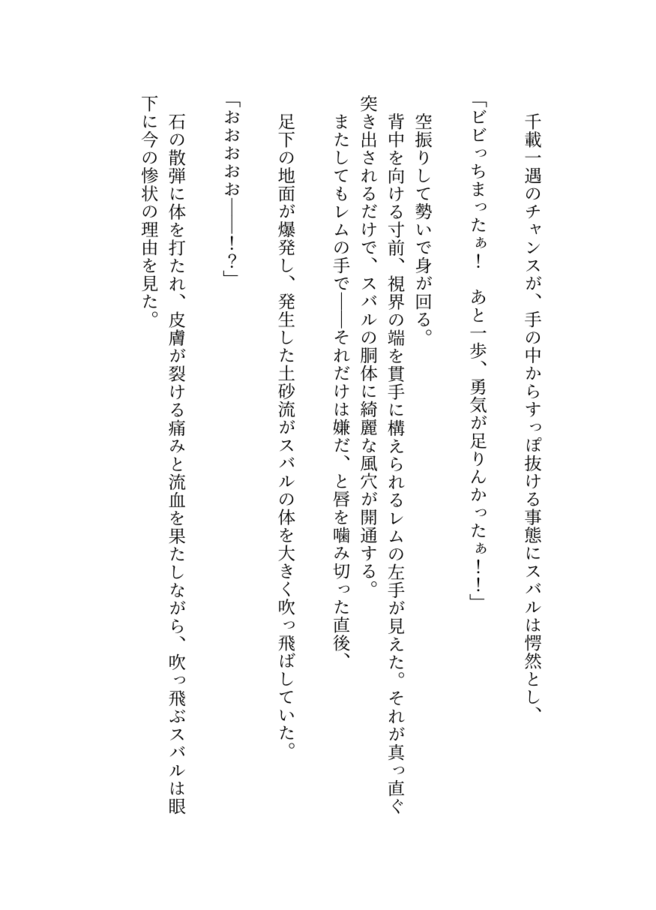 千載一遇のチャンスが、手の中からすっぽ抜ける事態にスバルは愕然とし、
「ビビっちまったぁ！　あと一歩、勇気が足りんかったぁ！！」
空振りして勢いで身が回る。
背中を向ける寸前、視界の端を貫手に構えられるレムの左手が見えた。それが真っ直ぐ
突き出されるだけで、スバルの胴体に綺麗な風穴が開通する。
またしてもレムの手で――それだけは嫌だ、と唇を噛み切った直後、
足下の地面が爆発し、発生した土砂流がスバルの体を大きく吹っ飛ばしていた。
「おおおおお――！？」
石の散弾に体を打たれ、皮膚が裂ける痛みと流血を果たしながら、吹っ飛ぶスバルは眼
下に今の惨状の理由を見た。